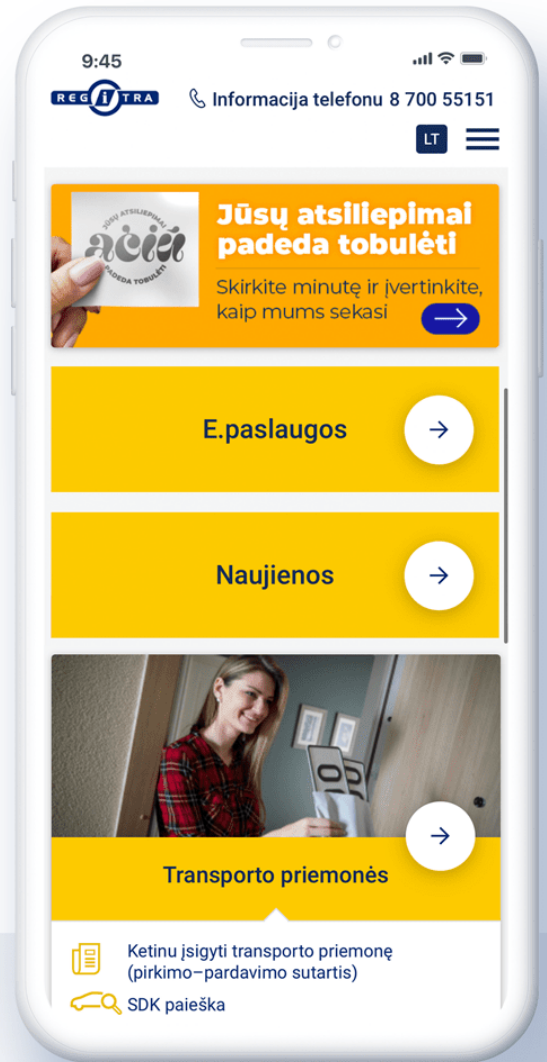 9:45
REGITRA
Informacija telefonu 8 700 55151
LT
JŪSŲ ATSILIEPIMAI
ačiū
PADEDA TOBULĖTI
Jūsų atsiliepimai
padeda tobulėti
Skirkite minutę ir įvertinkite,
kaip mums sekasi
E.paslaugos
Naujienos
Transporto priemonės
Ketinu įsigyti transporto priemonę
(pirkimo–pardavimo sutartis)
SDK paieška